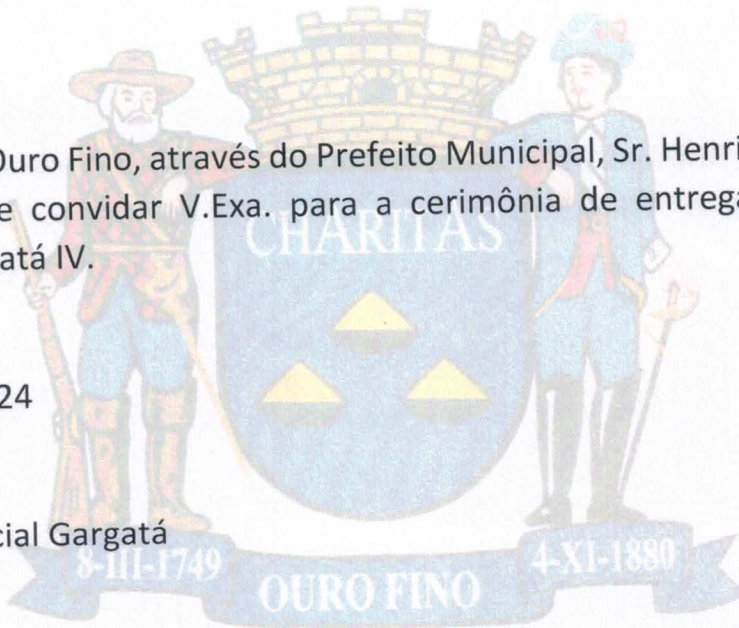 Ouro Fino, através do Prefeito Municipal, Sr. Henri
e convidar V.Exa. para a cerimônia de entrega
atá IV.
CHARITAS
24
cial Gargatá
8-III-1749
OURO FINO
4-XI-1880